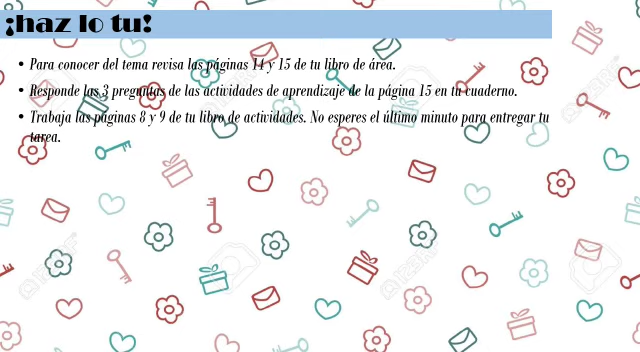 ¡haz lo tu!
• Para conocer del tema revisa las páginas 14 y 15 de tu libro de área.
• Responde las 3 preguntas de las actividades de aprendizaje de la página 15 en tu cuaderno.
• Trabaja las páginas 8 y 9 de tu libro de actividades. No esperes el último minuto para entregar tu
tarea.